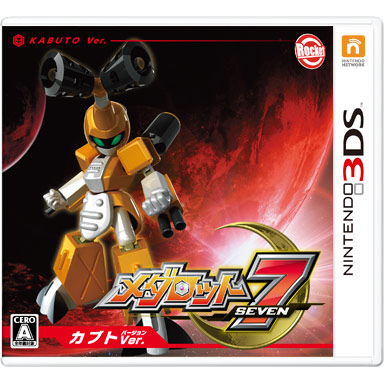 KABUTO Ver.
Rocket
NINTENDO NETWORK
NINTENDO 3DS
メダロット7
SEVEN
CERO
A
バージョン
カブトVer.